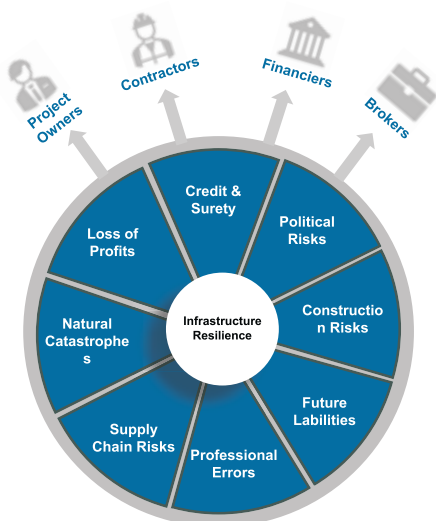 Project
Owners
Contractors
Financiers
Brokers
Credit &
Surety
Political
Risks
Constructio
n Risks
Future
Labilities
Professional
Errors
Supply
Chain Risks
Natural
Catastrophe
s
Loss of
Profits
Infrastructure
Resilience